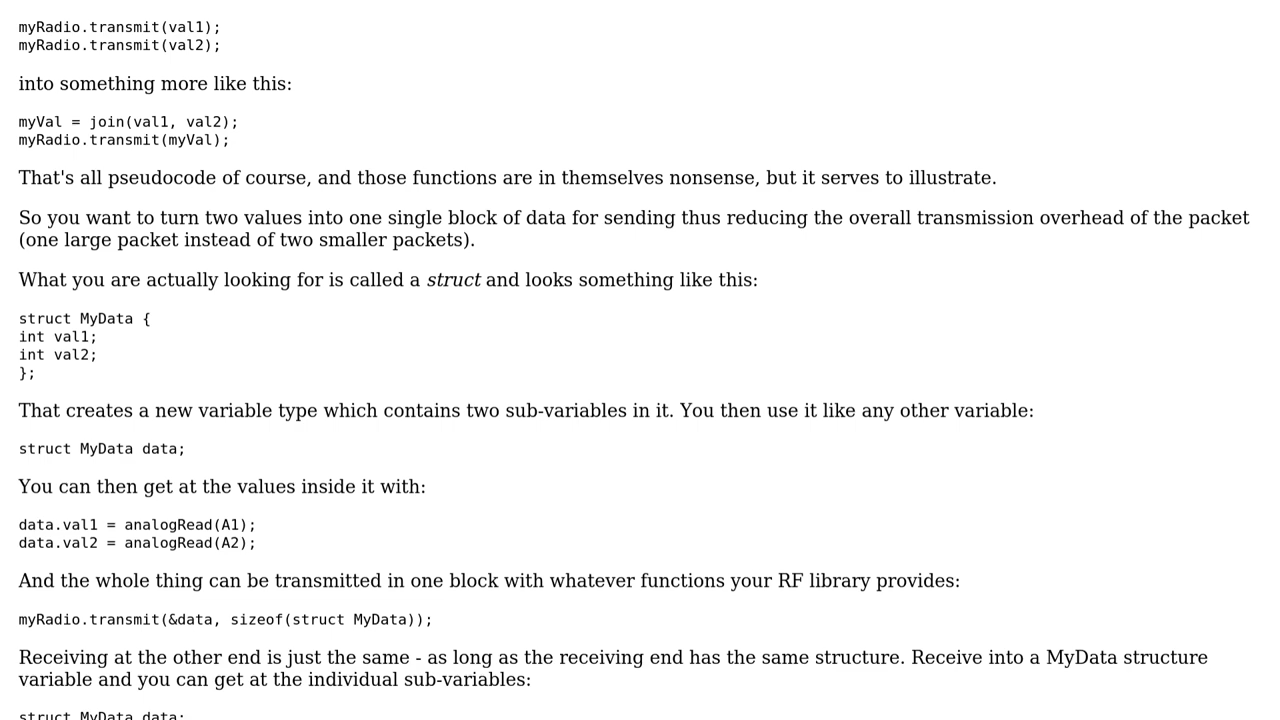 myRadio.transmit(val1);
myRadio.transmit(val2);
into something more like this:
myVal = join(val1, val2);
myRadio.transmit(myVal);
That's all pseudocode of course, and those functions are in themselves nonsense, but it serves to illustrate.
So you want to turn two values into one single block of data for sending thus reducing the overall transmission overhead of the packet
(one large packet instead of two smaller packets).
What you are actually looking for is called a struct and looks something like this:
struct MyData {
int val1;
int val2;
};
That creates a new variable type which contains two sub-variables in it. You then use it like any other variable:
struct MyData data;
You can then get at the values inside it with:
data.val1 = analogRead(A1);
data.val2 = analogRead(A2);
And the whole thing can be transmitted in one block with whatever functions your RF library provides:
myRadio.transmit(&data, sizeof(struct MyData));
Receiving at the other end is just the same - as long as the receiving end has the same structure. Receive into a MyData structure
variable and you can get at the individual sub-variables:
struct MyData data;